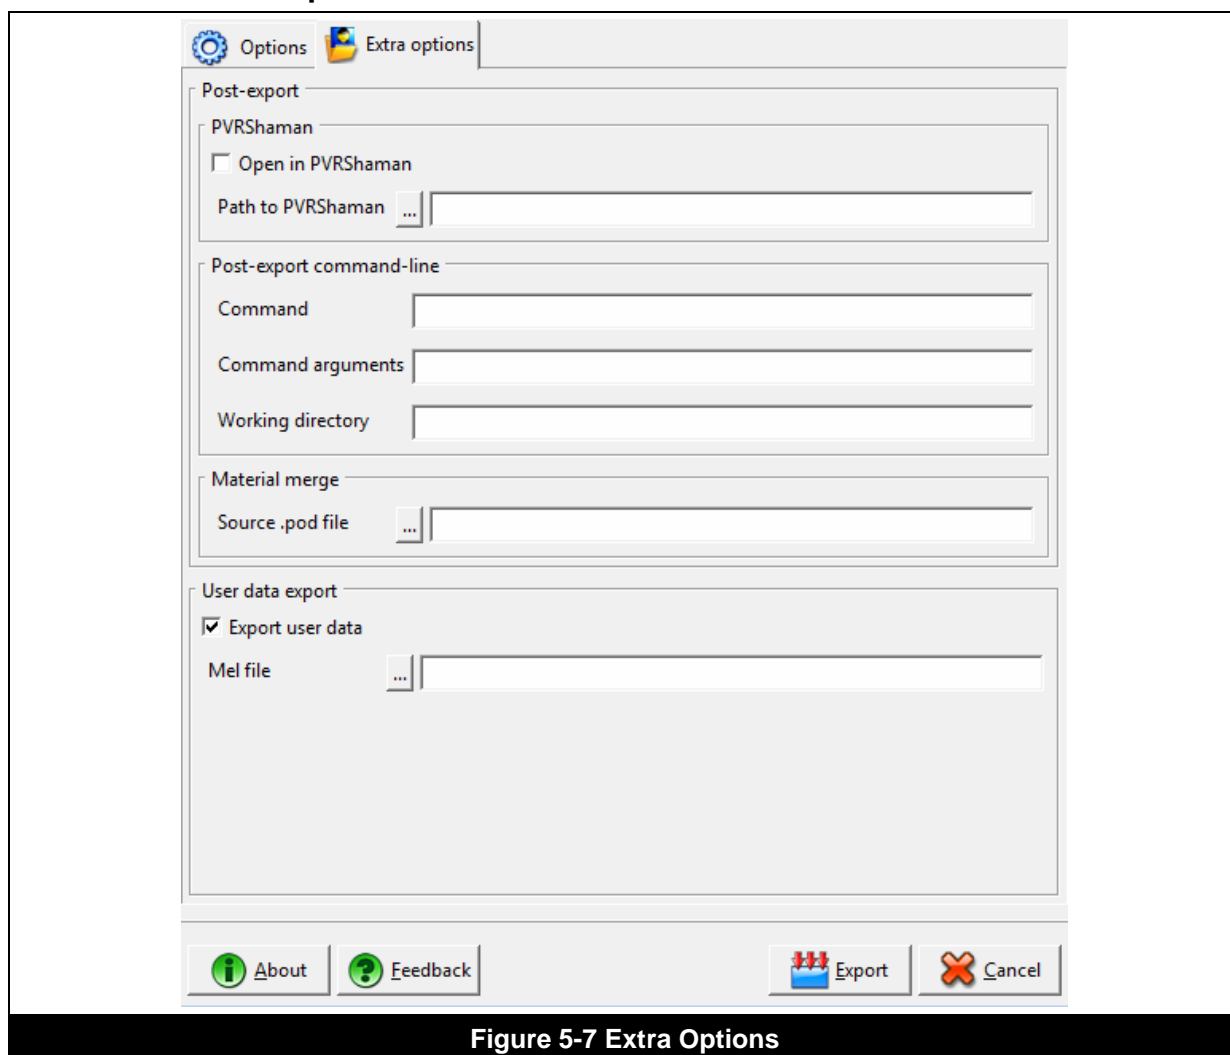 Options
Extra options
Post-export
PVRShaman
Open in PVRShaman
Path to PVRShaman ...
Post-export command-line
Command
Command arguments
Working directory
Material merge
Source .pod file ...
User data export
Export user data
Mel file ...
About
Feedback
Export
Cancel
Figure 5-7 Extra Options